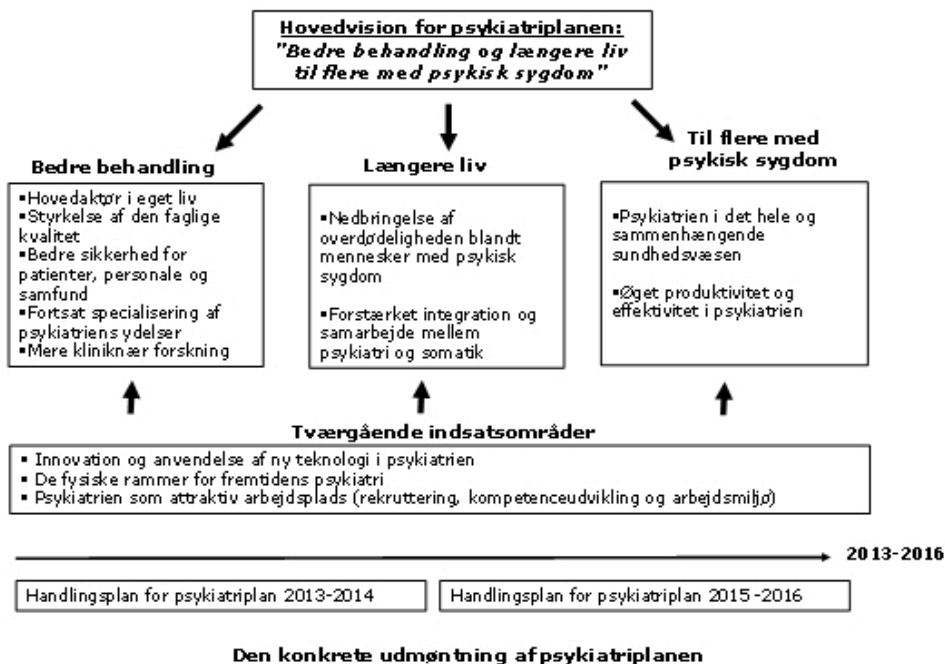 Hovedvision for psykiatriplanen:
"Bedre behandling og længere liv
til flere med psykisk sygdom"
Bedre behandling
▪Hovedaktør i eget liv
▪Styrkelse af den faglige
kvalitet
▪Bedre sikkerhed for
patienter, personale og
samfund
▪Fortsat specialisering af
psykiatriens ydelser
▪Mere kliniknær forskning
Længere liv
▪Nedbringelse af
overdødeligheden blandt
mennesker med psykisk
sygdom
▪Forstærket integration og
samarbejde mellem
psykiatri og somatik
Til flere med
psykisk sygdom
▪Psykiatrien i det hele og
sammenhængende
sundhedsvæsen
▪Øget produktivitet og
effektivitet i psykiatrien
Tværgående indsatsområder
▪ Innovation og anvendelse af ny teknologi i psykiatrien
▪ De fysiske rammer for fremtidens psykiatri
▪ Psykiatrien som attraktiv arbejdsplads (rekruttering, kompetenceudvikling og arbejdsmiljø)
2013-2016
Handlingsplan for psykiatriplan 2013-2014
Handlingsplan for psykiatriplan 2015-2016
Den konkrete udmøntning af psykiatriplanen